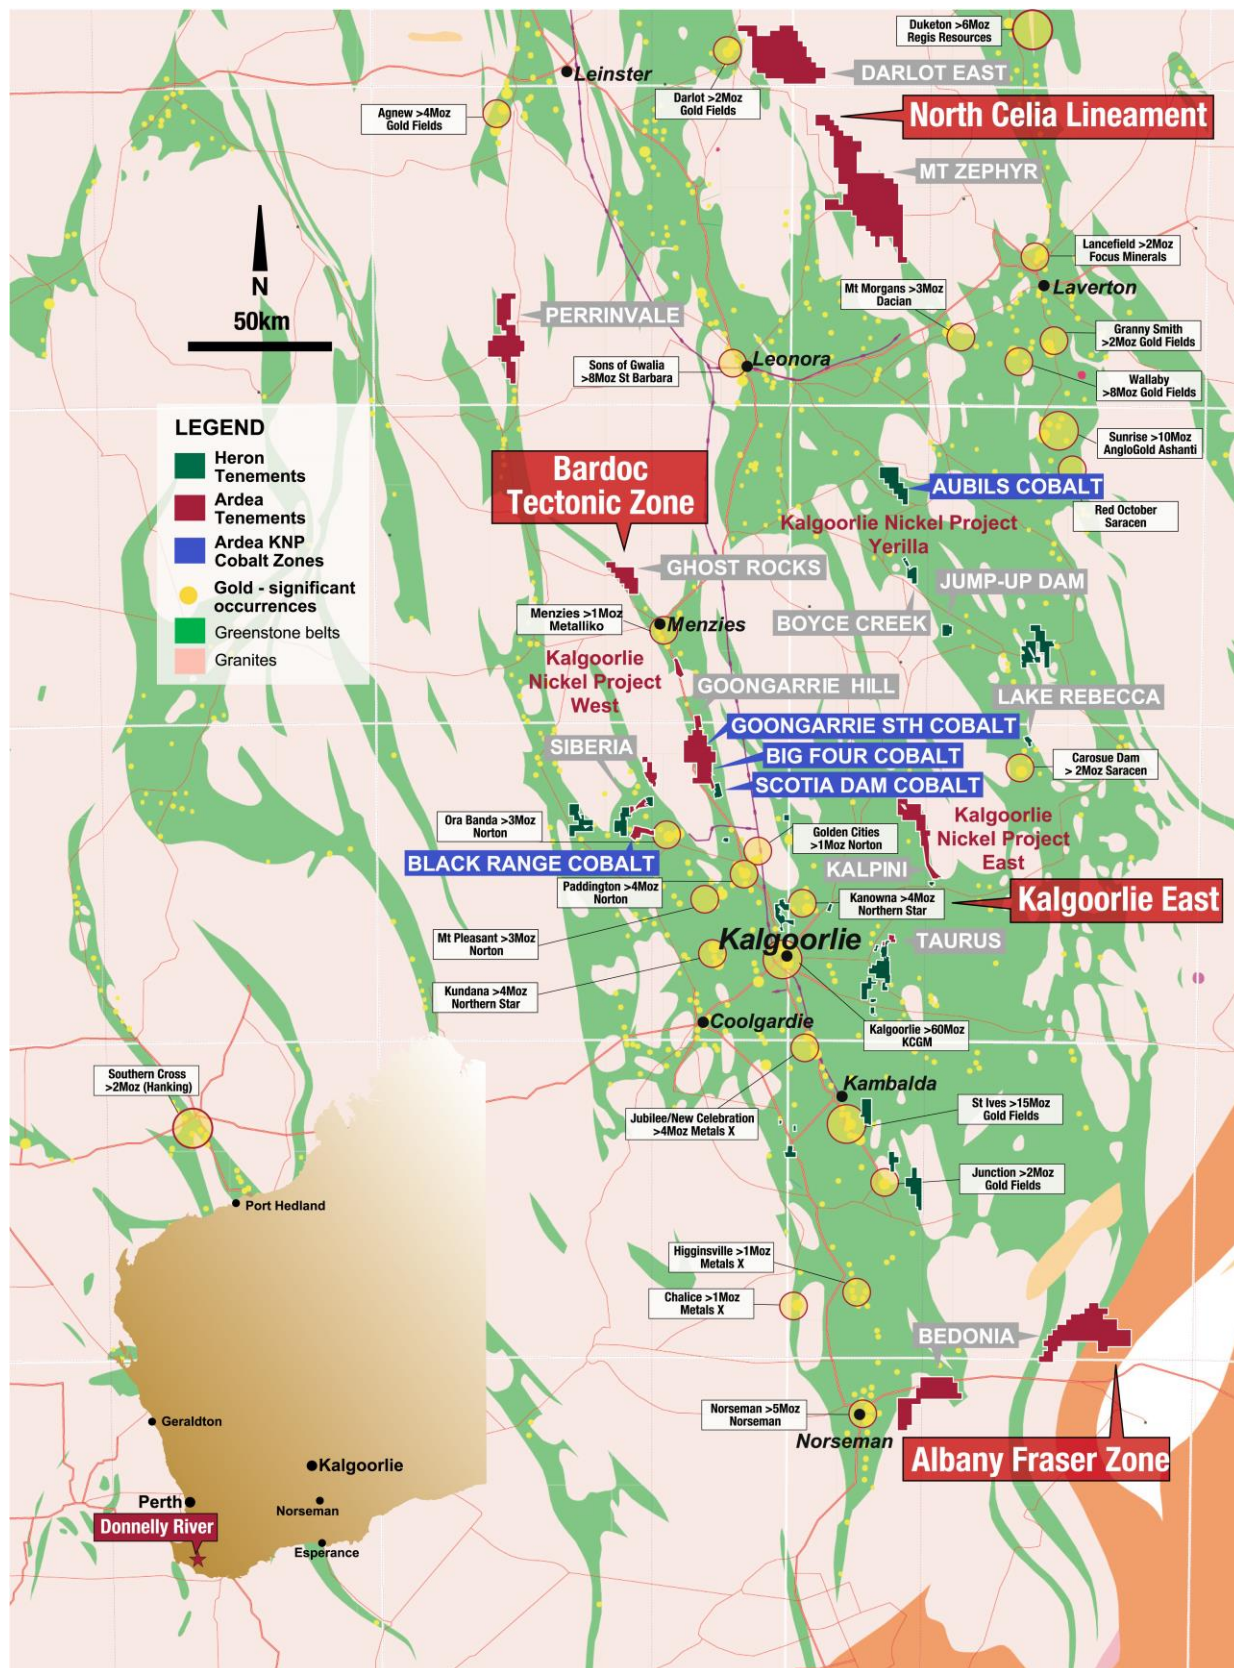 Duketon >6Moz
Regis Resources
Leinster
DARLOT EAST
Darlot >2Moz
Gold Fields
Agnew >4Moz
Gold Fields
North Celia Lineament
MT ZEPHYR
N
50km
Lancefield >2Moz
Focus Minerals
Laverton
Mt Morgans >3Moz
Dacian
PERRINVALE
Granny Smith
>2Moz Gold Fields
Sons of Gwalia
>8Moz St Barbara
Leonora
Wallaby
>8Moz Gold Fields
LEGEND
Heron
Tenements
Ardea
Tenements
Ardea KNP
Cobalt Zones
Gold - significant
occurrences
Greenstone belts
Granites
Sunrise >10Moz
AngloGold Ashanti
Bardoc
Tectonic Zone
AUBILS COBALT
Red October
Saracen
Kalgoorlie Nickel Project
Yerilla
GHOST ROCKS
JUMP-UP DAM
Menzies >1Moz
Metalliko
Menzies
BOYCE CREEK
Kalgoorlie
Nickel Project
West
GOONGARRIE HILL
LAKE REBECCA
GOONGARRIE STH COBALT
SIBERIA
BIG FOUR COBALT
Carosue Dam
> 2Moz Saracen
SCOTIA DAM COBALT
Ora Banda >3Moz
Norton
Golden Cities
>1Moz Norton
Kalgoorlie
Nickel Project
East
BLACK RANGE COBALT
KALPINI
Paddington >4Moz
Norton
Kanowna >4Moz
Northern Star
Kalgoorlie East
Mt Pleasant >3Moz
Norton
Kalgoorlie
TAURUS
Kundana >4Moz
Northern Star
Coolgardie
Kalgoorlie >60Moz
KCGM
Southern Cross
>2Moz (Hanking)
Kambalda
Jubilee/New Celebration
>4Moz Metals X
St Ives >15Moz
Gold Fields
Junction >2Moz
Gold Fields
Port Hedland
Higginsville >1Moz
Metals X
Chalice >1Moz
Metals X
BEDONIA
Norseman >5Moz
Norseman
Norseman
Albany Fraser Zone
Geraldton
Kalgoorlie
Perth
Norseman
Donnelly River
Esperance